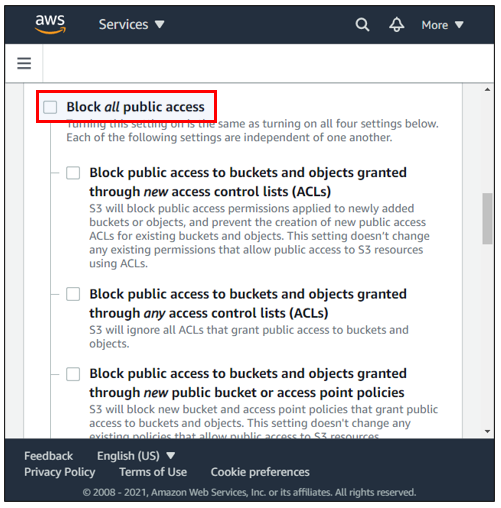 aws Services More
Block all public access
Turning this setting on is the same as turning on all four settings below.
Each of the following settings are independent of one another.
Block public access to buckets and objects granted
through new access control lists (ACLs)
S3 will block public access permissions applied to newly added
buckets or objects, and prevent the creation of new public access
ACLs for existing buckets and objects. This setting doesn't change
any existing permissions that allow public access to S3 resources
using ACLs.
Block public access to buckets and objects granted
through any access control lists (ACLs)
S3 will ignore all ACLs that grant public access to buckets and
objects.
Block public access to buckets and objects granted
through new public bucket or access point policies
S3 will block new bucket and access point policies that grant public
access to buckets and objects. This setting doesn't change any
existing policies that allow public access to S3 resources.
Feedback English (US)
Privacy Policy Terms of Use Cookie preferences
© 2008 - 2021, Amazon Web Services, Inc. or its affiliates. All rights reserved.